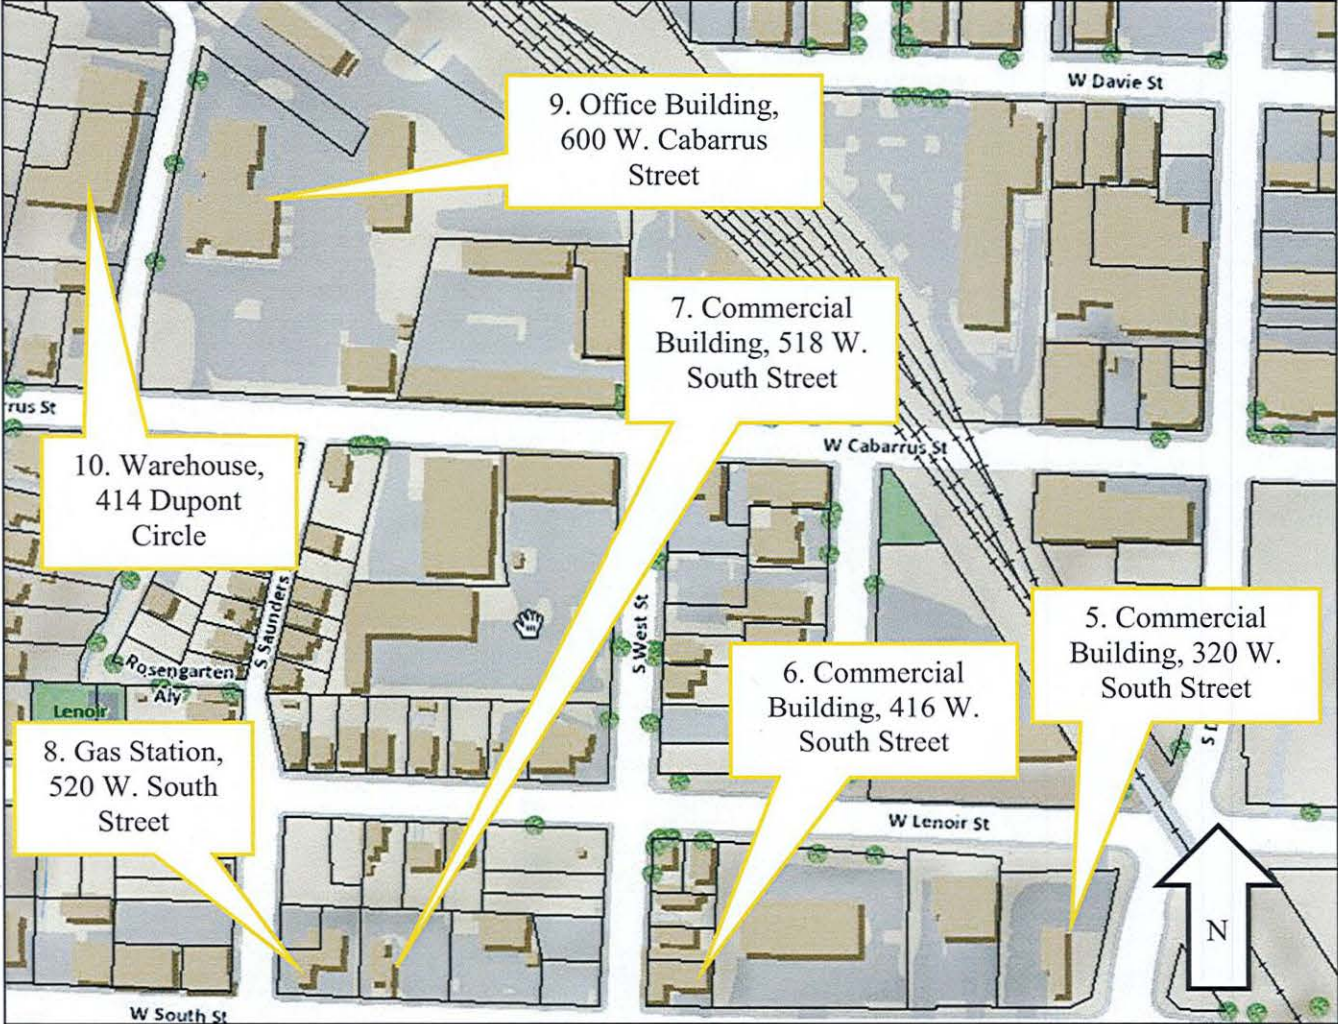 W Davie St
9. Office Building,
600 W. Cabarrus
Street
7. Commercial
Building, 518 W.
South Street
rrus St
W Cabarrus St
10. Warehouse,
414 Dupont
Circle
S Saunders
S West St
5. Commercial
Building, 320 W.
South Street
6. Commercial
Building, 416 W.
South Street
Rosengarten
Aly
Lenoir
S D
8. Gas Station,
520 W. South
Street
W Lenoir St
N
W South St